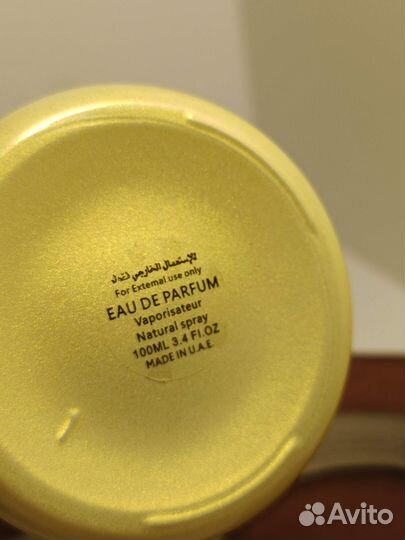 للإستعمال الخارجي فقط
For External use only
EAU DE PARFUM
Vaporisateur
Natural spray
100ML 3.4 Fl.OZ
MADE IN U.A.E.
Avito